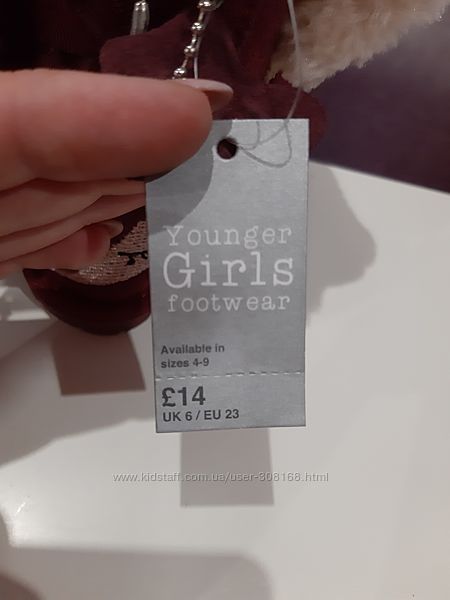 Younger
Girls
footwear
Available in
sizes 4-9
£14
UK 6 / EU 23
www.kidstaff.com.ua/user-308168.html